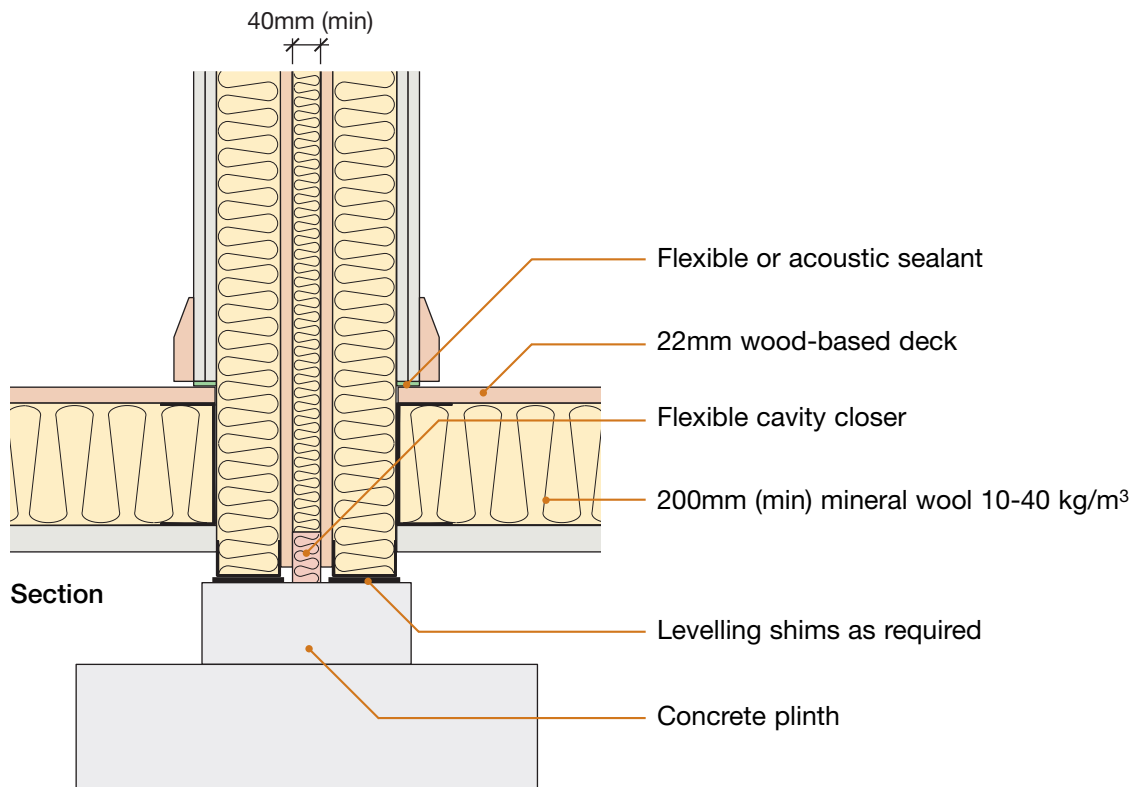 40mm (min)
Flexible or acoustic sealant
22mm wood-based deck
Flexible cavity closer
200mm (min) mineral wool 10-40 kg/m³
Section
Levelling shims as required
Concrete plinth